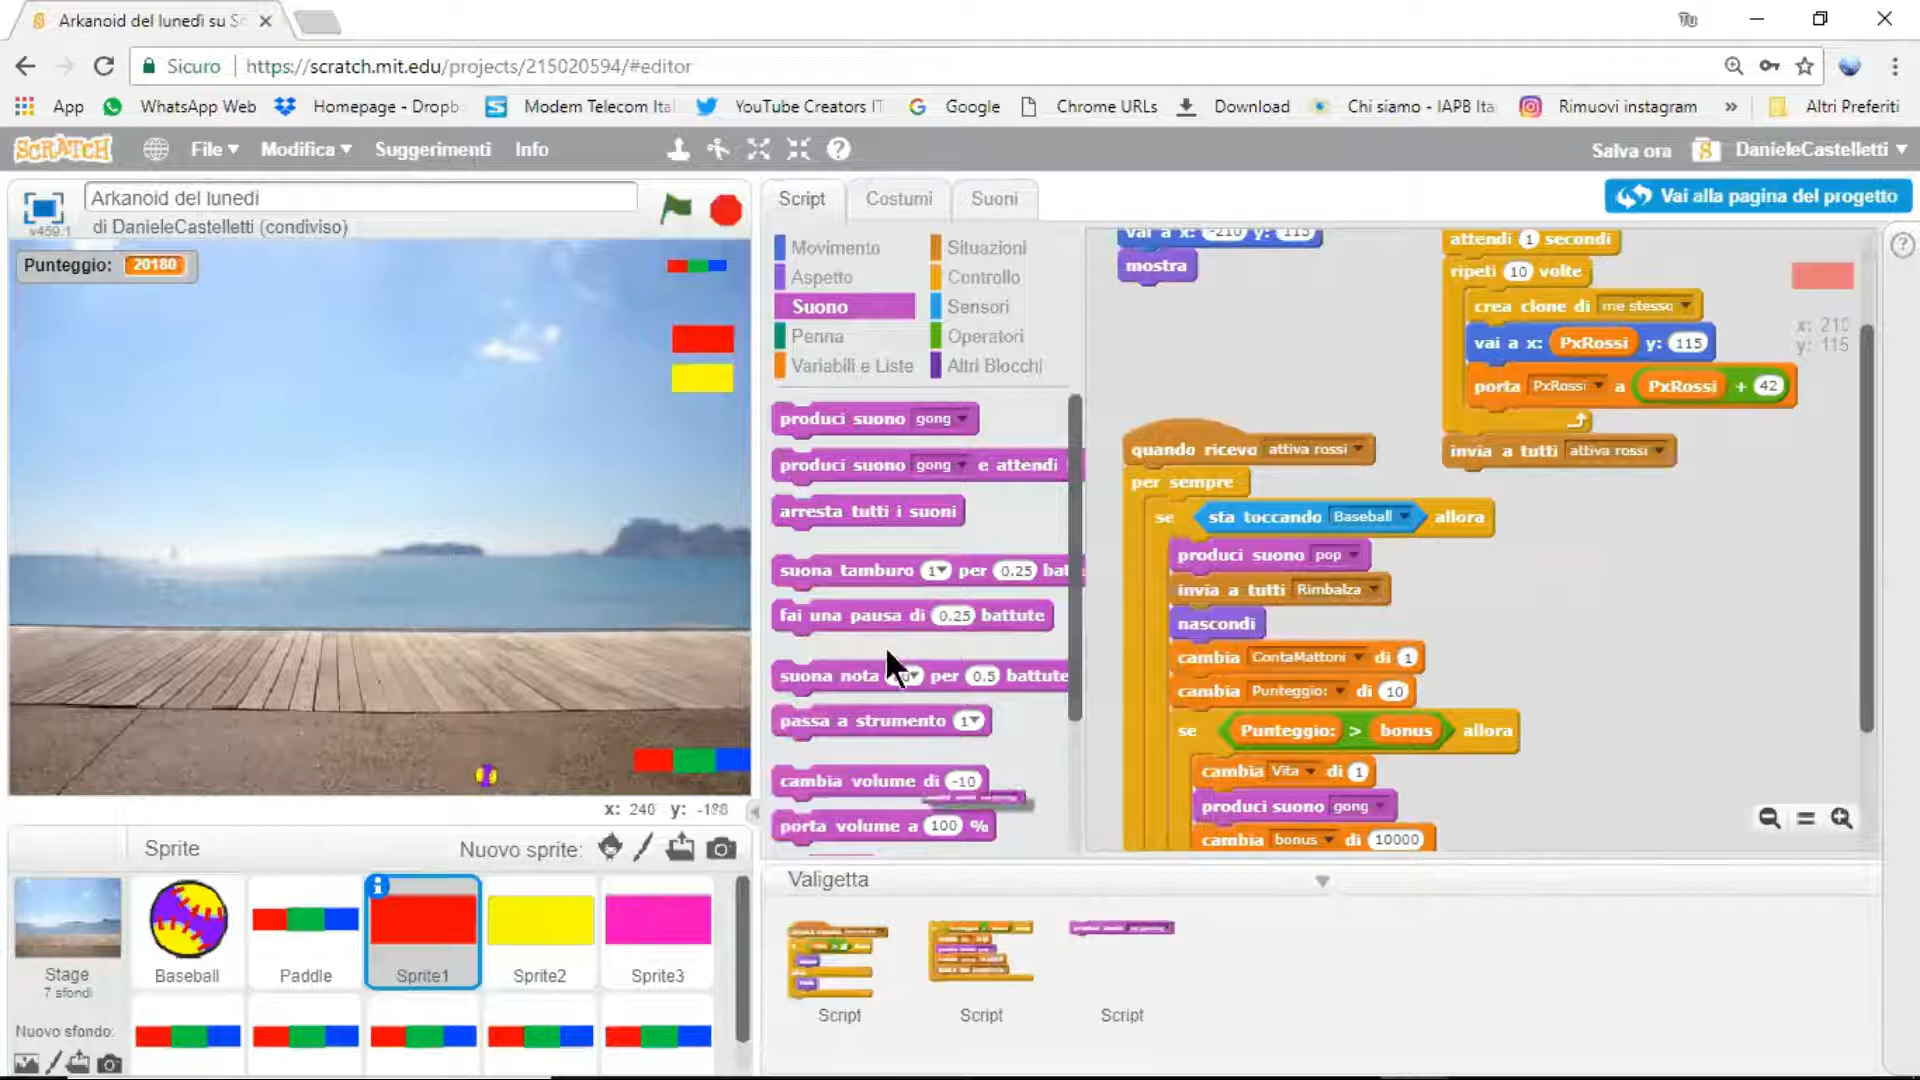 Arkanoid del lunedì su Sc
Sicuro https://scratch.mit.edu/projects/215020594/#editor
App WhatsApp Web Homepage - Dropb Modem Telecom Ita YouTube Creators IT Google Chrome URLs Download Chi siamo - IAPB Ita Rimuovi instagram » Altri Preferiti
SCRATCH File Modifica Suggerimenti Info Salva ora DanieleCastelletti
Arkanoid del lunedì
di DanieleCastelletti (condiviso)
v459.1
Script Costumi Suoni Vai alla pagina del progetto
Punteggio: 20180
Movimento Situazioni
Aspetto Controllo
Suono Sensori
Penna Operatori
Variabili e Liste Altri Blocchi
produci suono gong
produci suono gong e attendi
arresta tutti i suoni
suona tamburo 1 per 0.25
fai una pausa di 0.25 battute
suona nota per 0.5 battute
passa a strumento 1
cambia volume di -10
porta volume a 100 %
vai a x: -210 y: 115
mostra
attendi 1 secondi
ripeti 10 volte
crea clone di me stesso
vai a x: PxRossi y: 115
porta PxRossi a PxRossi + 42
invia a tutti attiva rossi
x: 210
y: 115
quando ricevo attiva rossi
per sempre
se sta toccando Baseball allora
produci suono pop
invia a tutti Rimbalza
nascondi
cambia ContaMattoni di 1
cambia Punteggio: di 10
se Punteggio: > bonus allora
cambia Vita di 1
produci suono gong
cambia bonus di 10000
x: 240 y: -188
Sprite Nuovo sprite:
Stage
7 sfondi
Nuovo sfondo:
Baseball Paddle Sprite1 Sprite2 Sprite3
Valigetta
Script Script Script